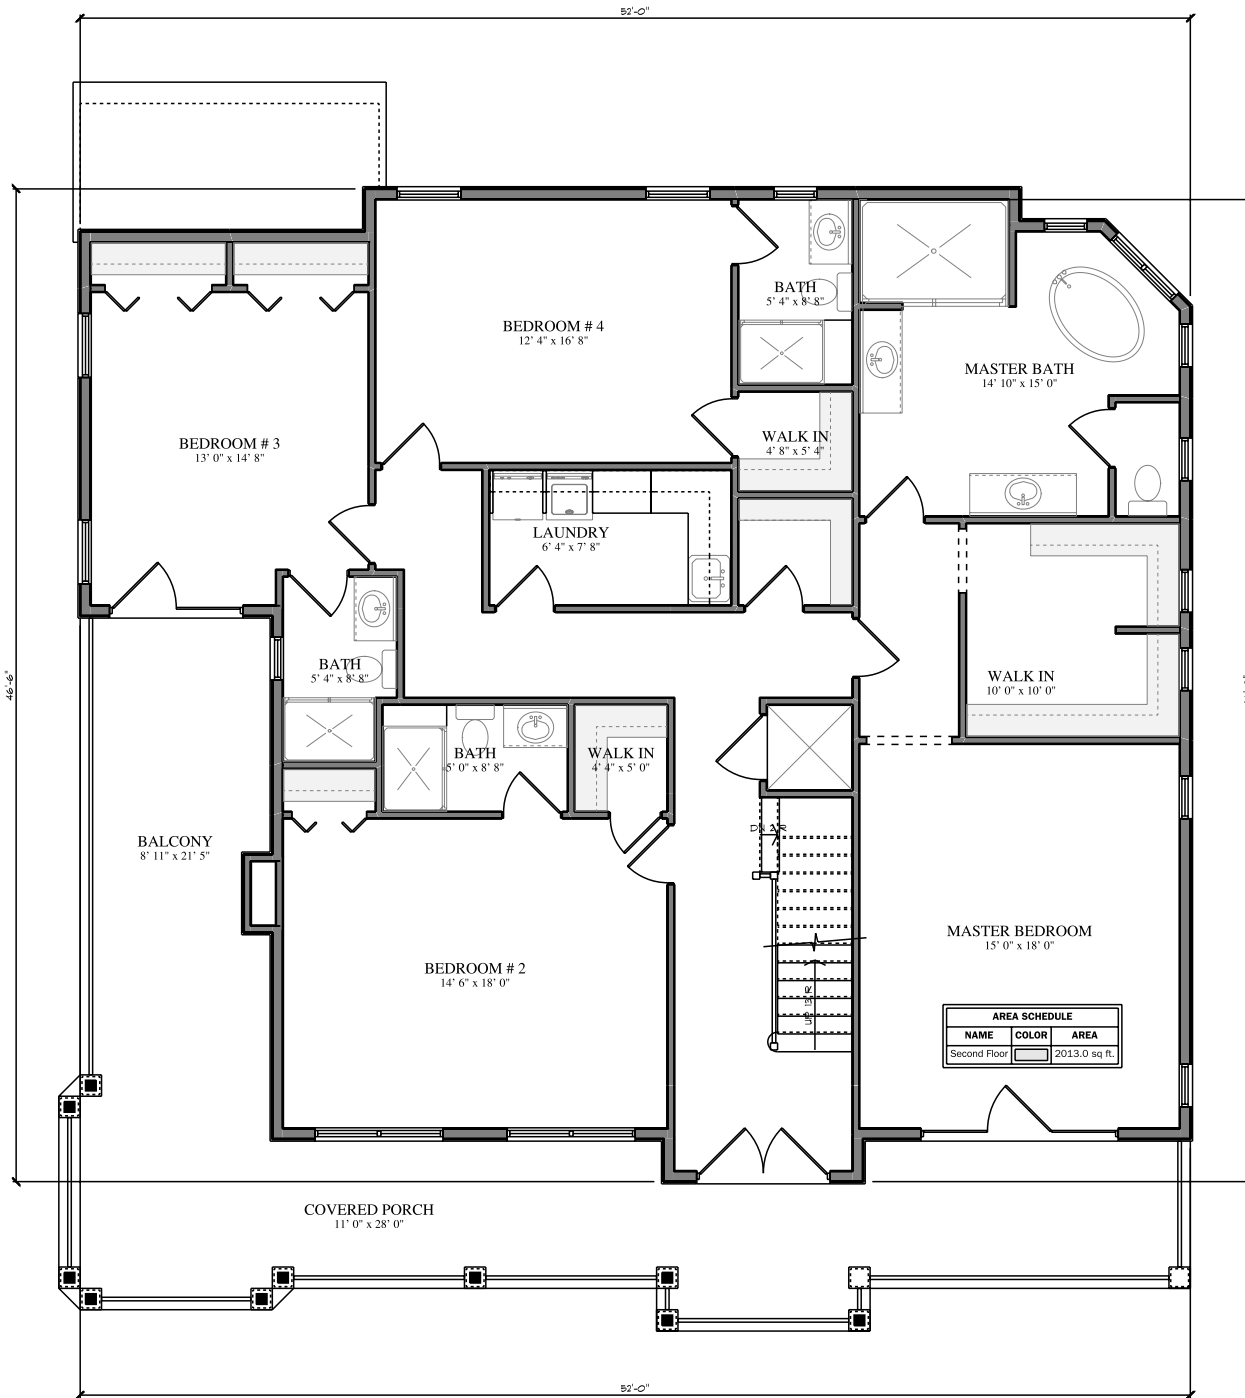 52'-0"
BEDROOM # 4
12' 4" x 16' 8"
BATH
5' 4" x 8' 8"
MASTER BATH
14' 10" x 15' 0"
BEDROOM # 3
13' 0" x 14' 8"
WALK IN
4' 8" x 5' 4"
LAUNDRY
6' 4" x 7' 8"
BATH
5' 4" x 8' 8"
WALK IN
10' 0" x 10' 0"
46'-6"
BATH
5' 0" x 8' 8"
WALK IN
4' 4" x 5' 0"
BALCONY
8' 11" x 21' 5"
BEDROOM # 2
14' 6" x 18' 0"
MASTER BEDROOM
15' 0" x 18' 0"
UP 13 R
AREA SCHEDULE
NAME COLOR AREA
Second Floor 2013.0 sq ft.
COVERED PORCH
11' 0" x 28' 0"
52'-0"